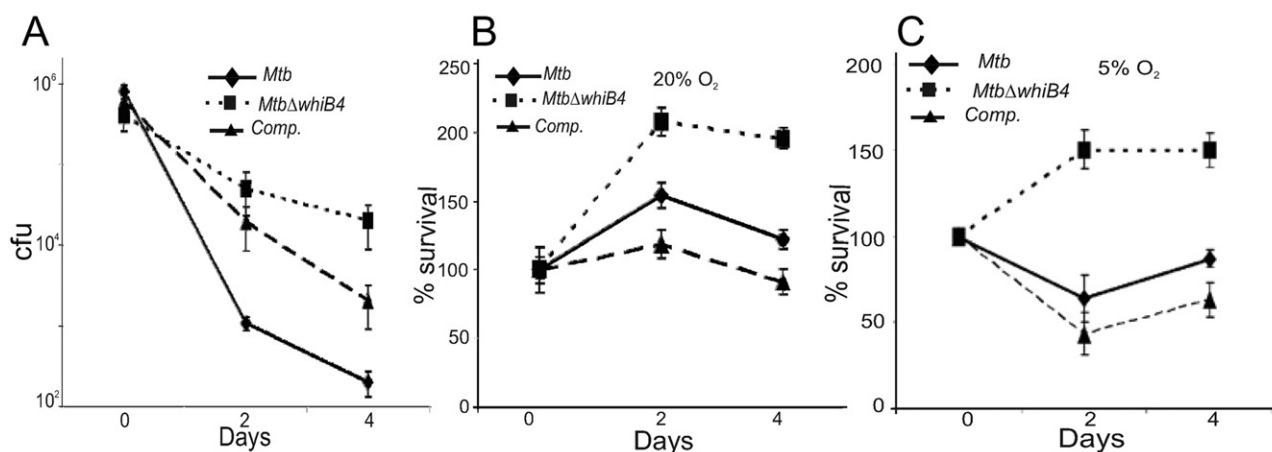 A
10⁶
10⁴
10²
cfu
Mtb
MtbΔwhiB4
Comp.
0
2
4
Days
B
250
200
150
100
50
0
% survival
20% O₂
Mtb
MtbΔwhiB4
Comp.
0
2
4
Days
C
200
150
100
50
0
% survival
5% O₂
Mtb
MtbΔwhiB4
Comp.
0
2
4
Days